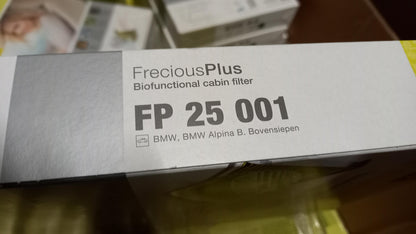 FreciousPlus
Biofunctional cabin filter
FP 25 001
BMW, BMW Alpina B. Bovensiepen